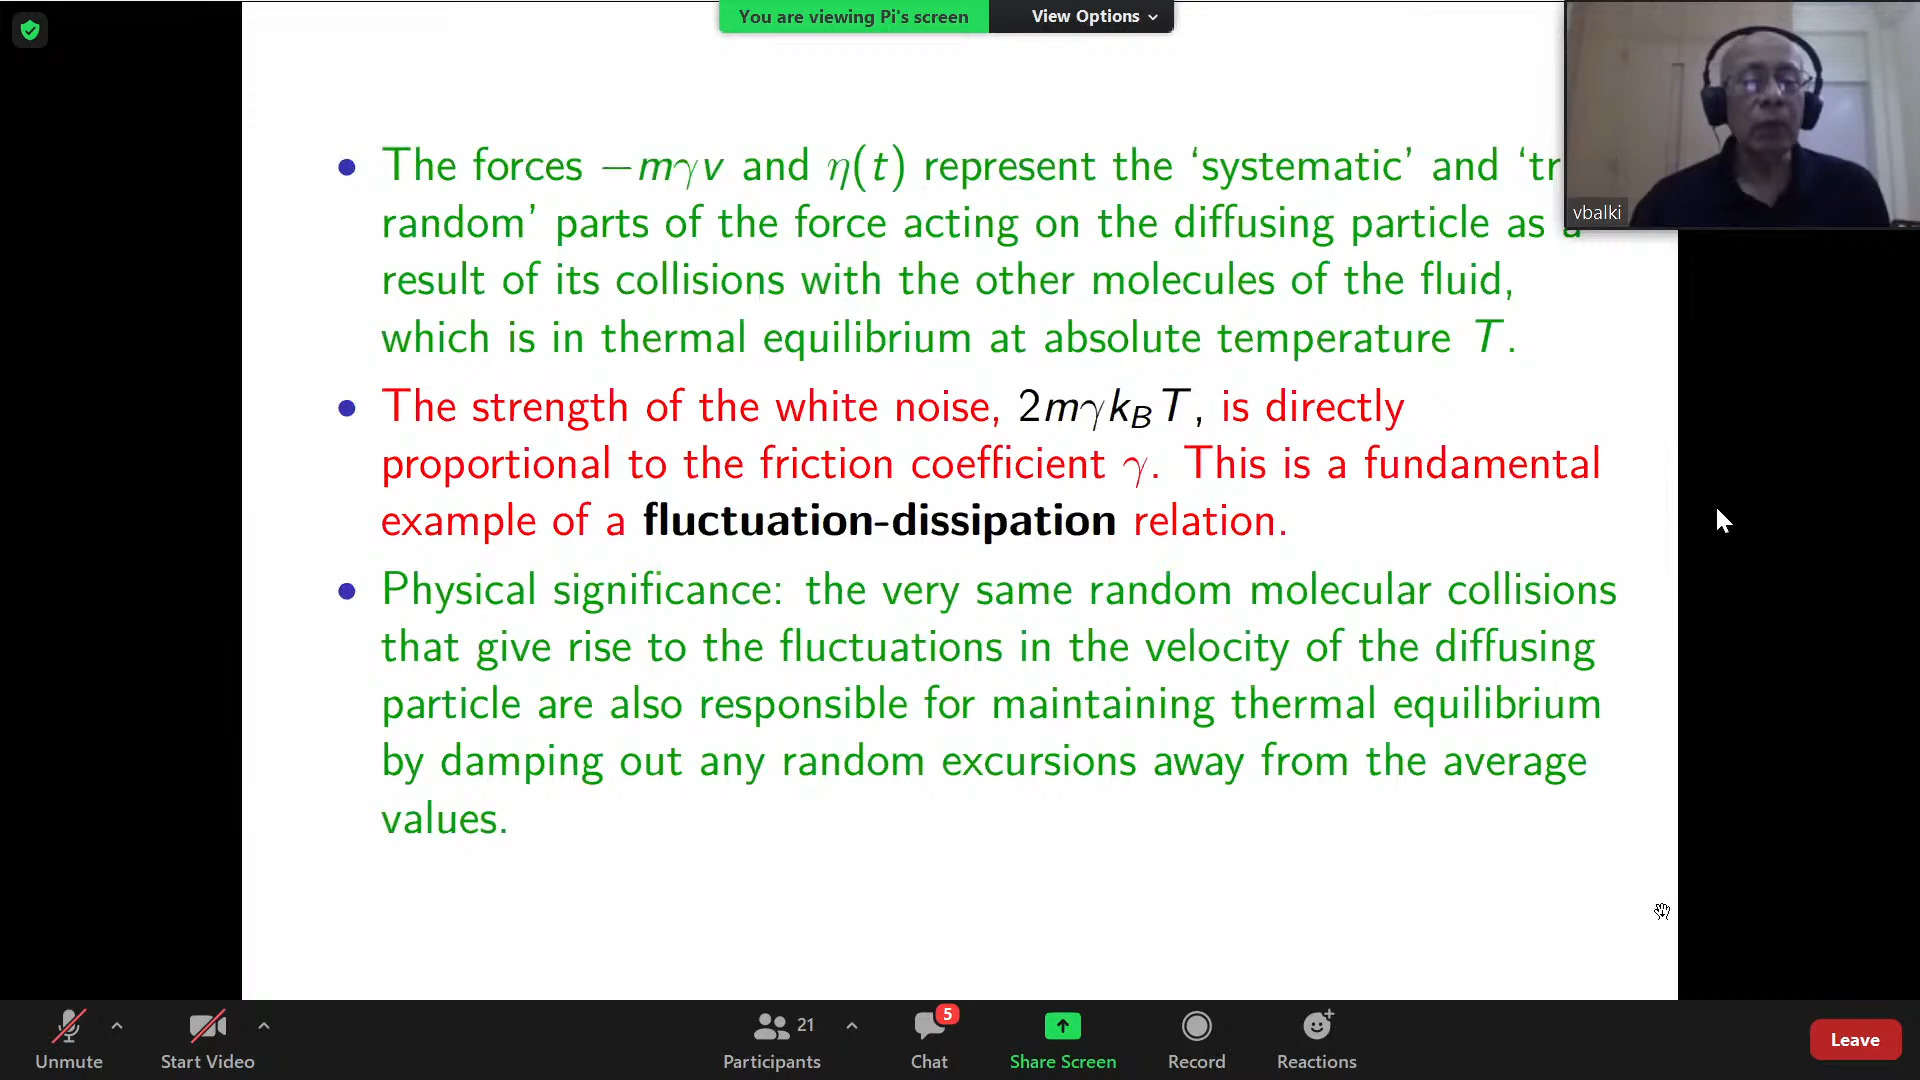 You are viewing Pi's screen
View Options
The forces −mγv and η(t) represent the ‘systematic’ and
random’ parts of the force acting on the diffusing particle as a
result of its collisions with the other molecules of the fluid,
which is in thermal equilibrium at absolute temperature T.
vbalki
The strength of the white noise, 2mγk_BT, is directly
proportional to the friction coefficient γ. This is a fundamental
example of a fluctuation-dissipation relation.
Physical significance: the very same random molecular collisions
that give rise to the fluctuations in the velocity of the diffusing
particle are also responsible for maintaining thermal equilibrium
by damping out any random excursions away from the average
values.
21
5
Unmute
Start Video
Participants
Chat
Share Screen
Record
Reactions
Leave